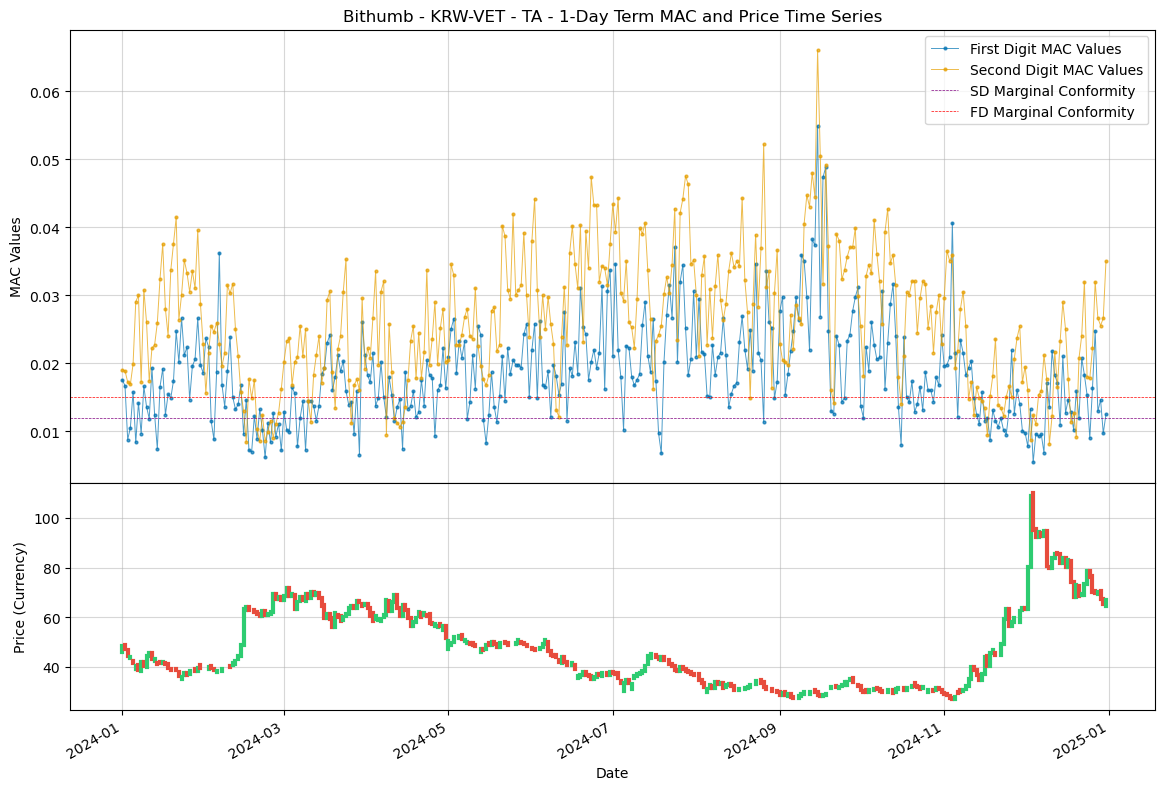 Bithumb - KRW-VET - TA - 1-Day Term MAC and Price Time Series
First Digit MAC Values
Second Digit MAC Values
SD Marginal Conformity
FD Marginal Conformity
MAC Values
0.06
0.05
0.04
0.03
0.02
0.01
Price (Currency)
100
80
60
40
2024-01
2024-03
2024-05
2024-07
2024-09
2024-11
2025-01
Date